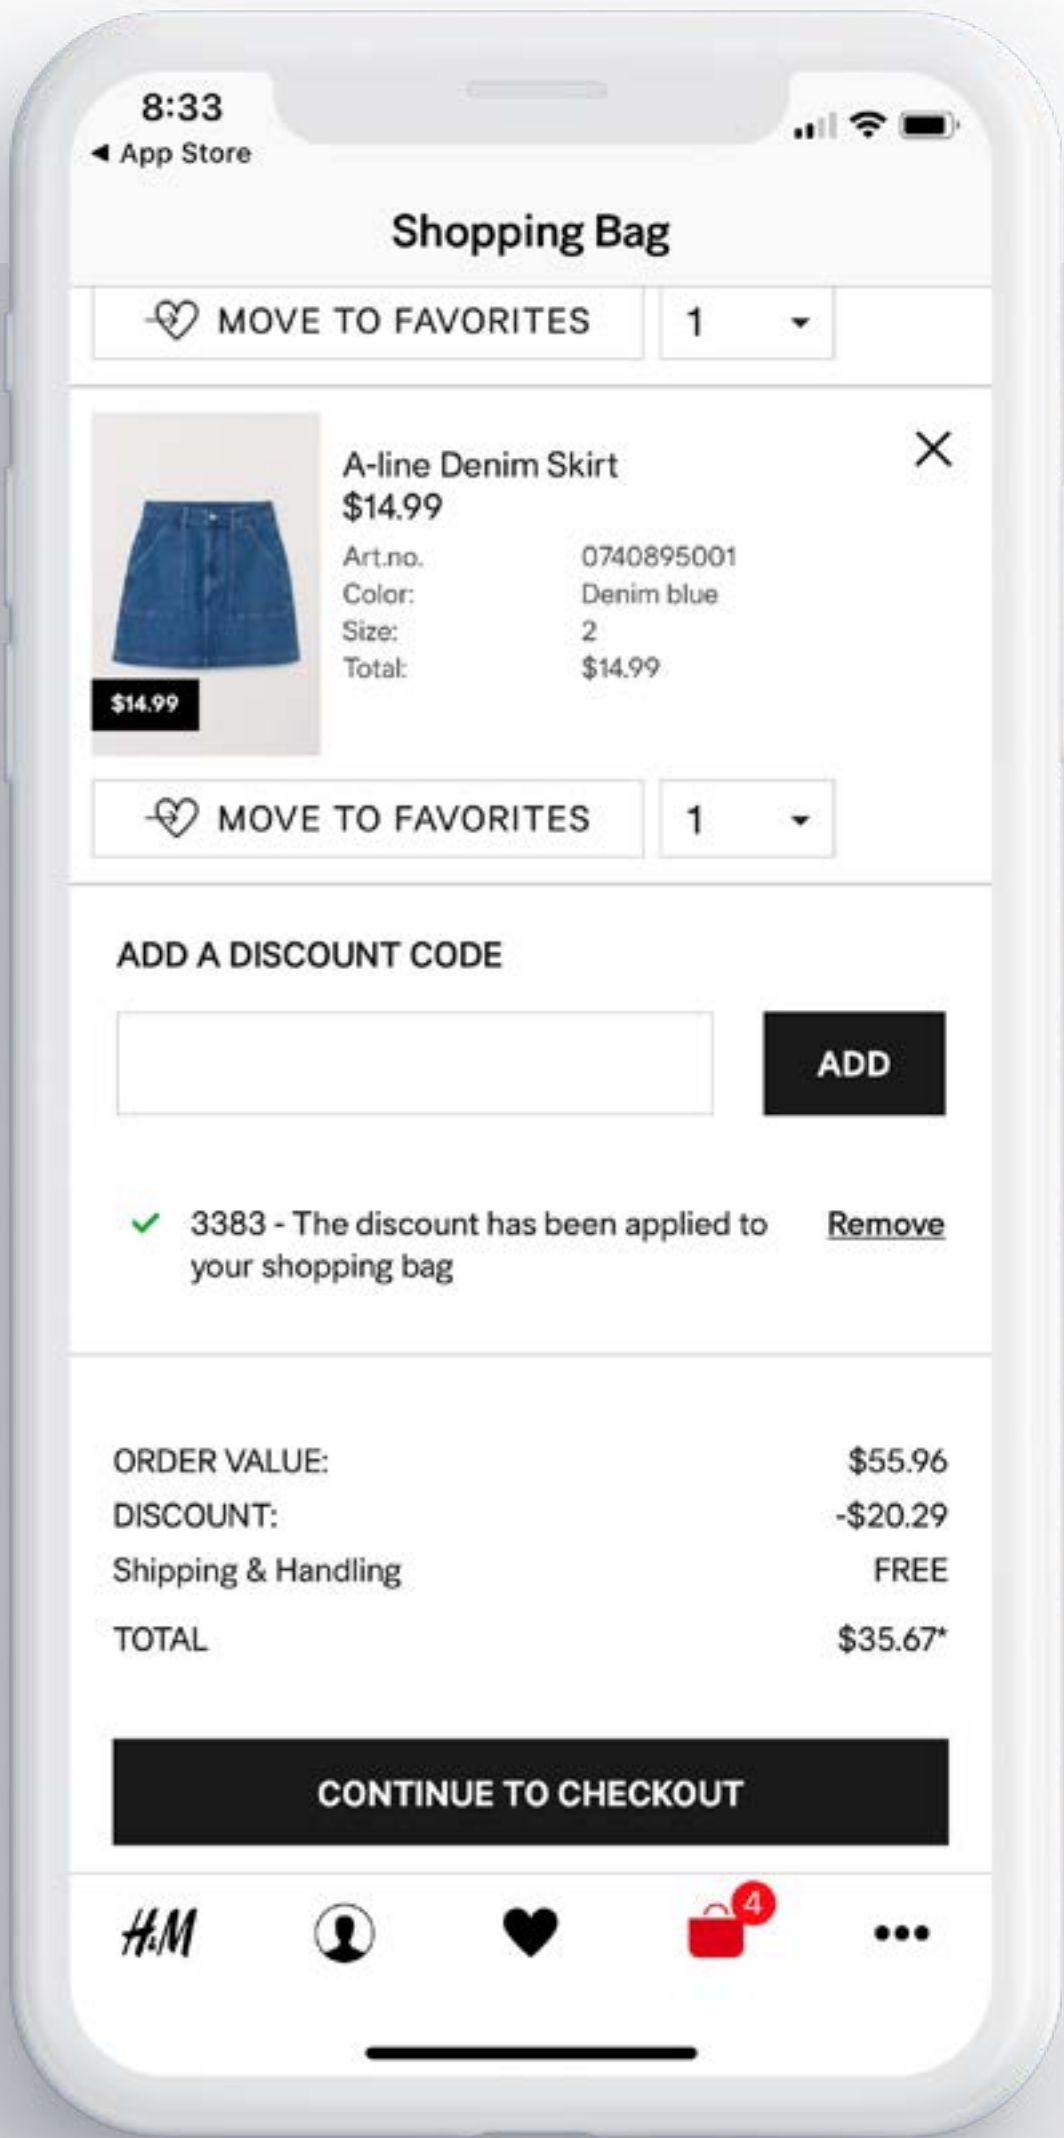 8:33
◀ App Store
Shopping Bag
MOVE TO FAVORITES 1
A-line Denim Skirt
$14.99
Art.no. 0740895001
Color: Denim blue
Size: 2
Total: $14.99
$14.99
MOVE TO FAVORITES 1
ADD A DISCOUNT CODE
ADD
3383 - The discount has been applied to Remove
your shopping bag
ORDER VALUE: $55.96
DISCOUNT: -$20.29
Shipping & Handling FREE
TOTAL $35.67*
CONTINUE TO CHECKOUT
H&M 4